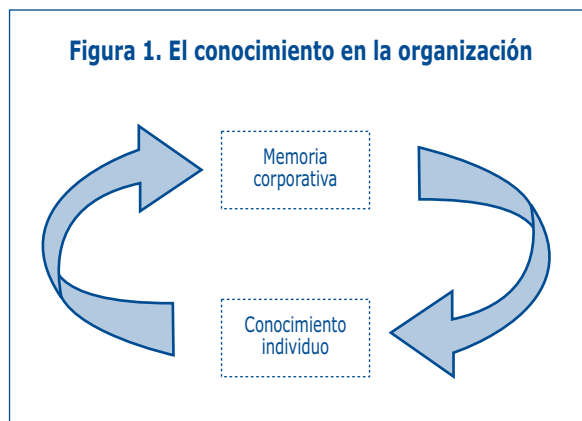 Figura 1. El conocimiento en la organización
Memoria
corporativa
Conocimiento
individuo